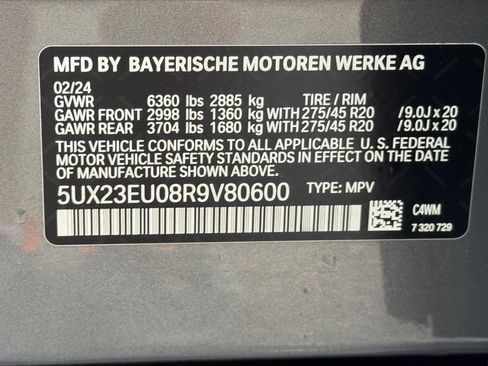 MFD BY BAYERISCHE MOTOREN WERKE AG
02/24
GVWR 6360 lbs 2885 kg TIRE / RIM
GAWR FRONT 2998 lbs 1360 kg WITH 275/45 R20 /9.0J x 20
GAWR REAR 3704 lbs 1680 kg WITH 275/45 R20 /9.0J x 20
THIS VEHICLE CONFORMS TO ALL APPLICABLE U. S. FEDERAL
MOTOR VEHICLE SAFETY STANDARDS IN EFFECT ON THE DATE
OF MANUFACTURE SHOWN ABOVE.
5UX23EU08R9V80600 TYPE: MPV
C4WM
7 320 729